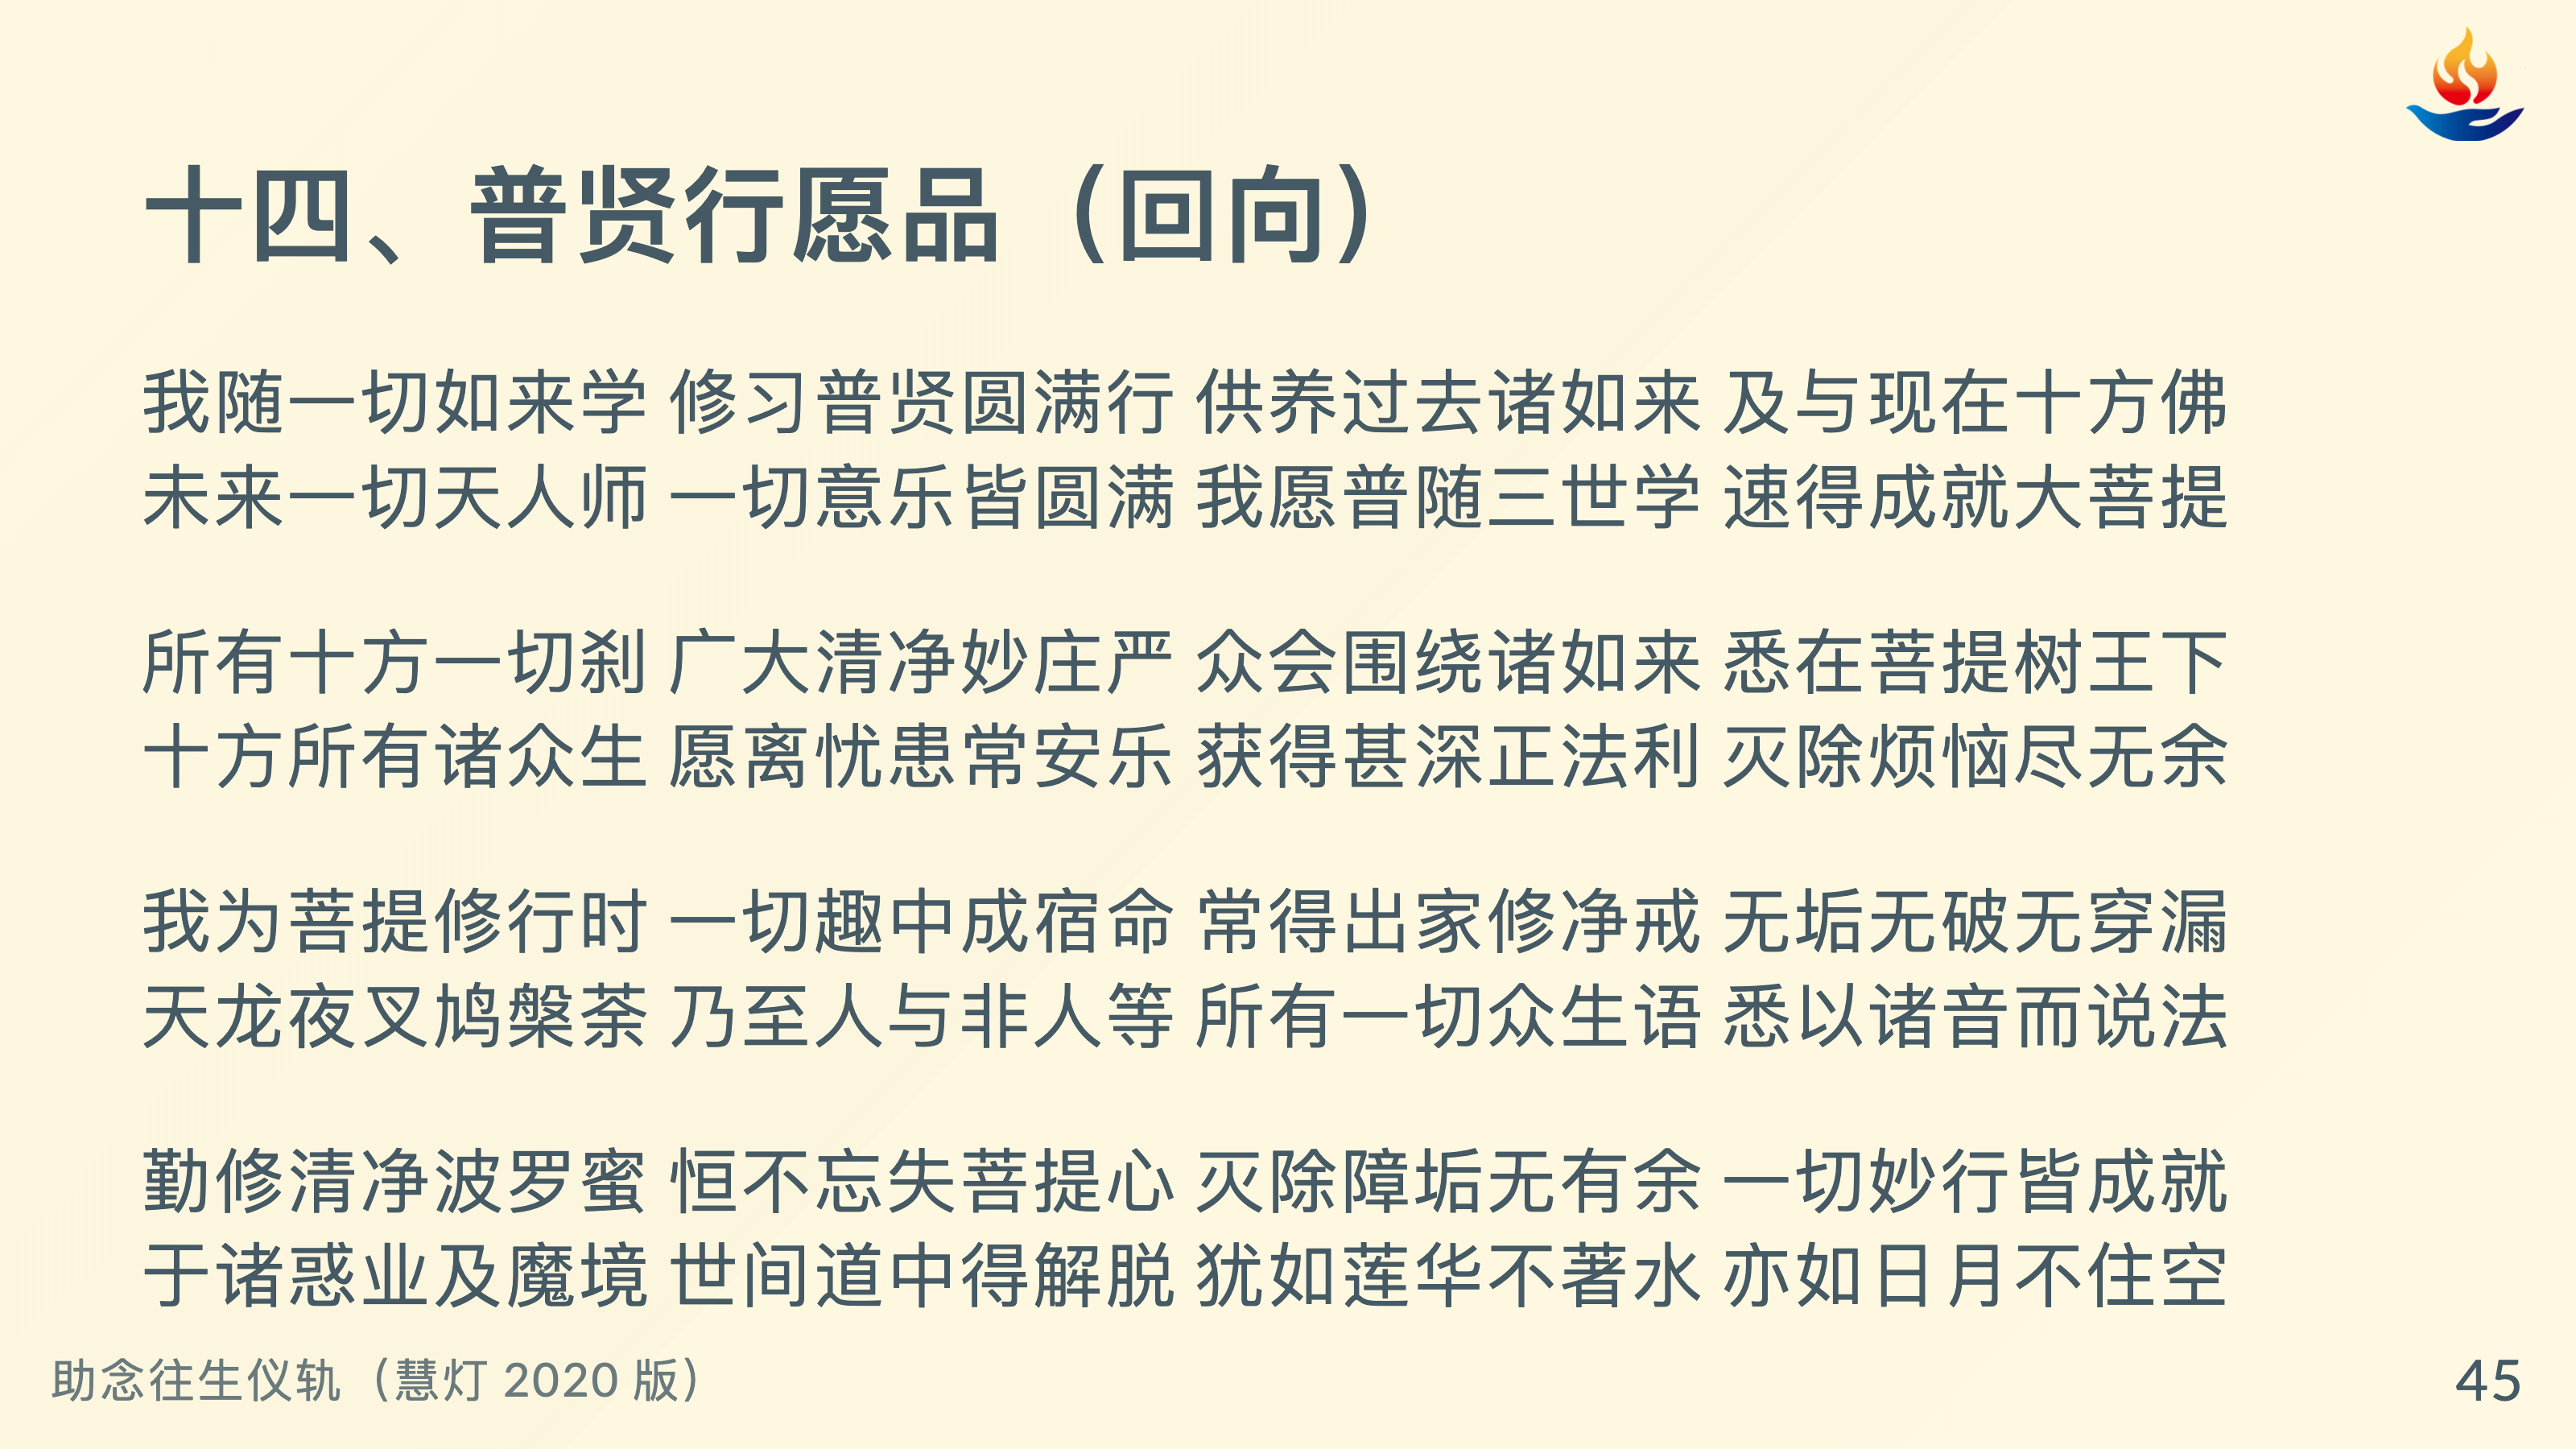 十四、普贤行愿品（回向）
我随一切如来学 修习普贤圆满行 供养过去诸如来 及与现在十方佛
未来一切天人师 一切意乐皆圆满 我愿普随三世学 速得成就大菩提
所有十方一切刹 广大清净妙庄严 众会围绕诸如来 悉在菩提树王下
十方所有诸众生 愿离忧患常安乐 获得甚深正法利 灭除烦恼尽无余
我为菩提修行时 一切趣中成宿命 常得出家修净戒 无垢无破无穿漏
天龙夜叉鸠槃荼 乃至人与非人等 所有一切众生语 悉以诸音而说法
勤修清净波罗蜜 恒不忘失菩提心 灭除障垢无有余 一切妙行皆成就
于诸惑业及魔境 世间道中得解脱 犹如莲华不著水 亦如日月不住空
助念往生仪轨（慧灯 2020 版）
45